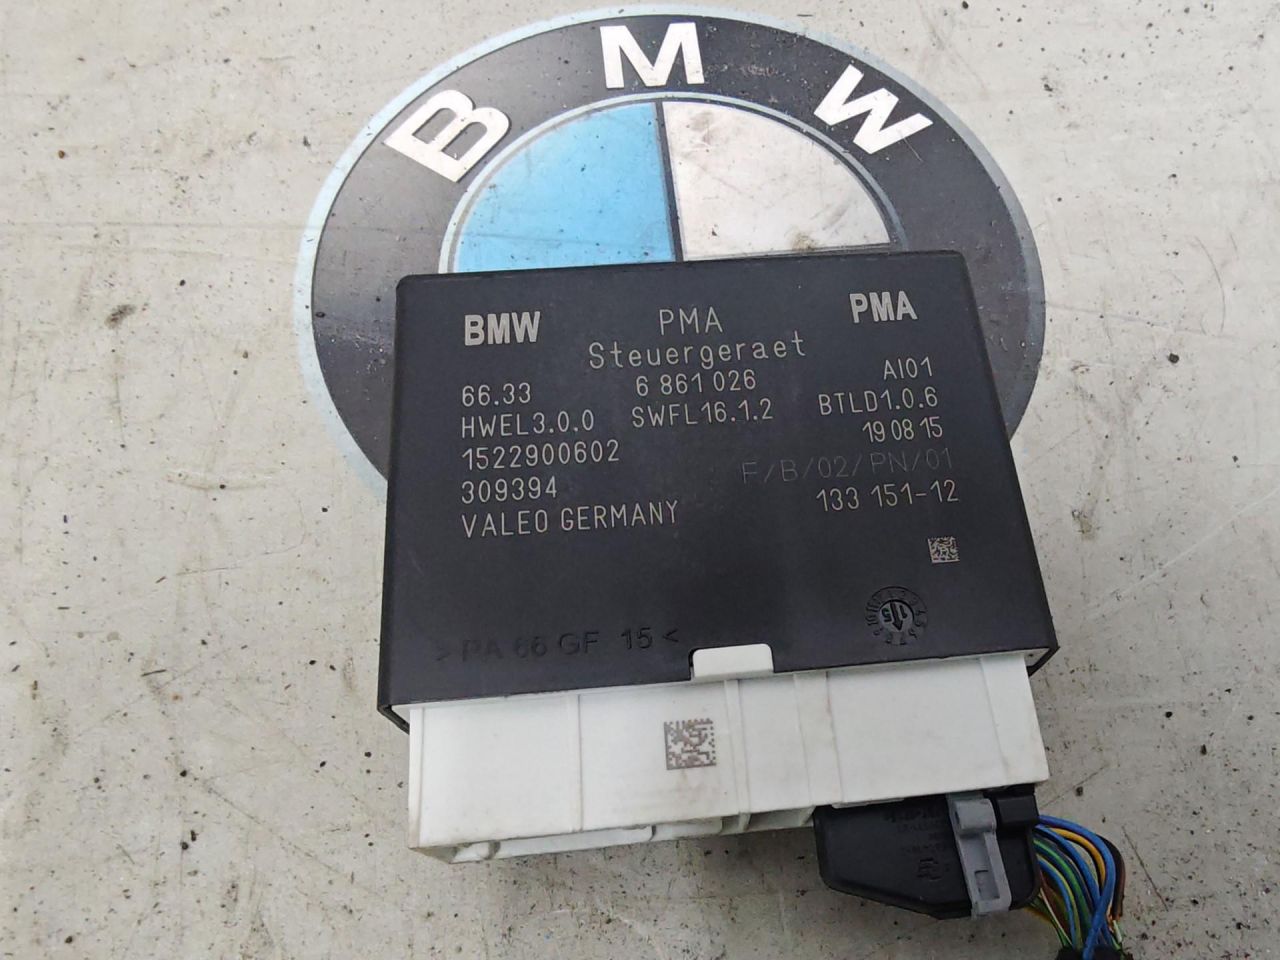 BMW
BMW PMA PMA
Steuergeraet
66.33 6 861 026 AI01
HWEL3.0.0 SWFL16.1.2 BTLD1.0.6
1522900602 19 08 15
309394 F/B/02/PN/01
VALEO GERMANY 133 151-12
>PA 66 GF 15<